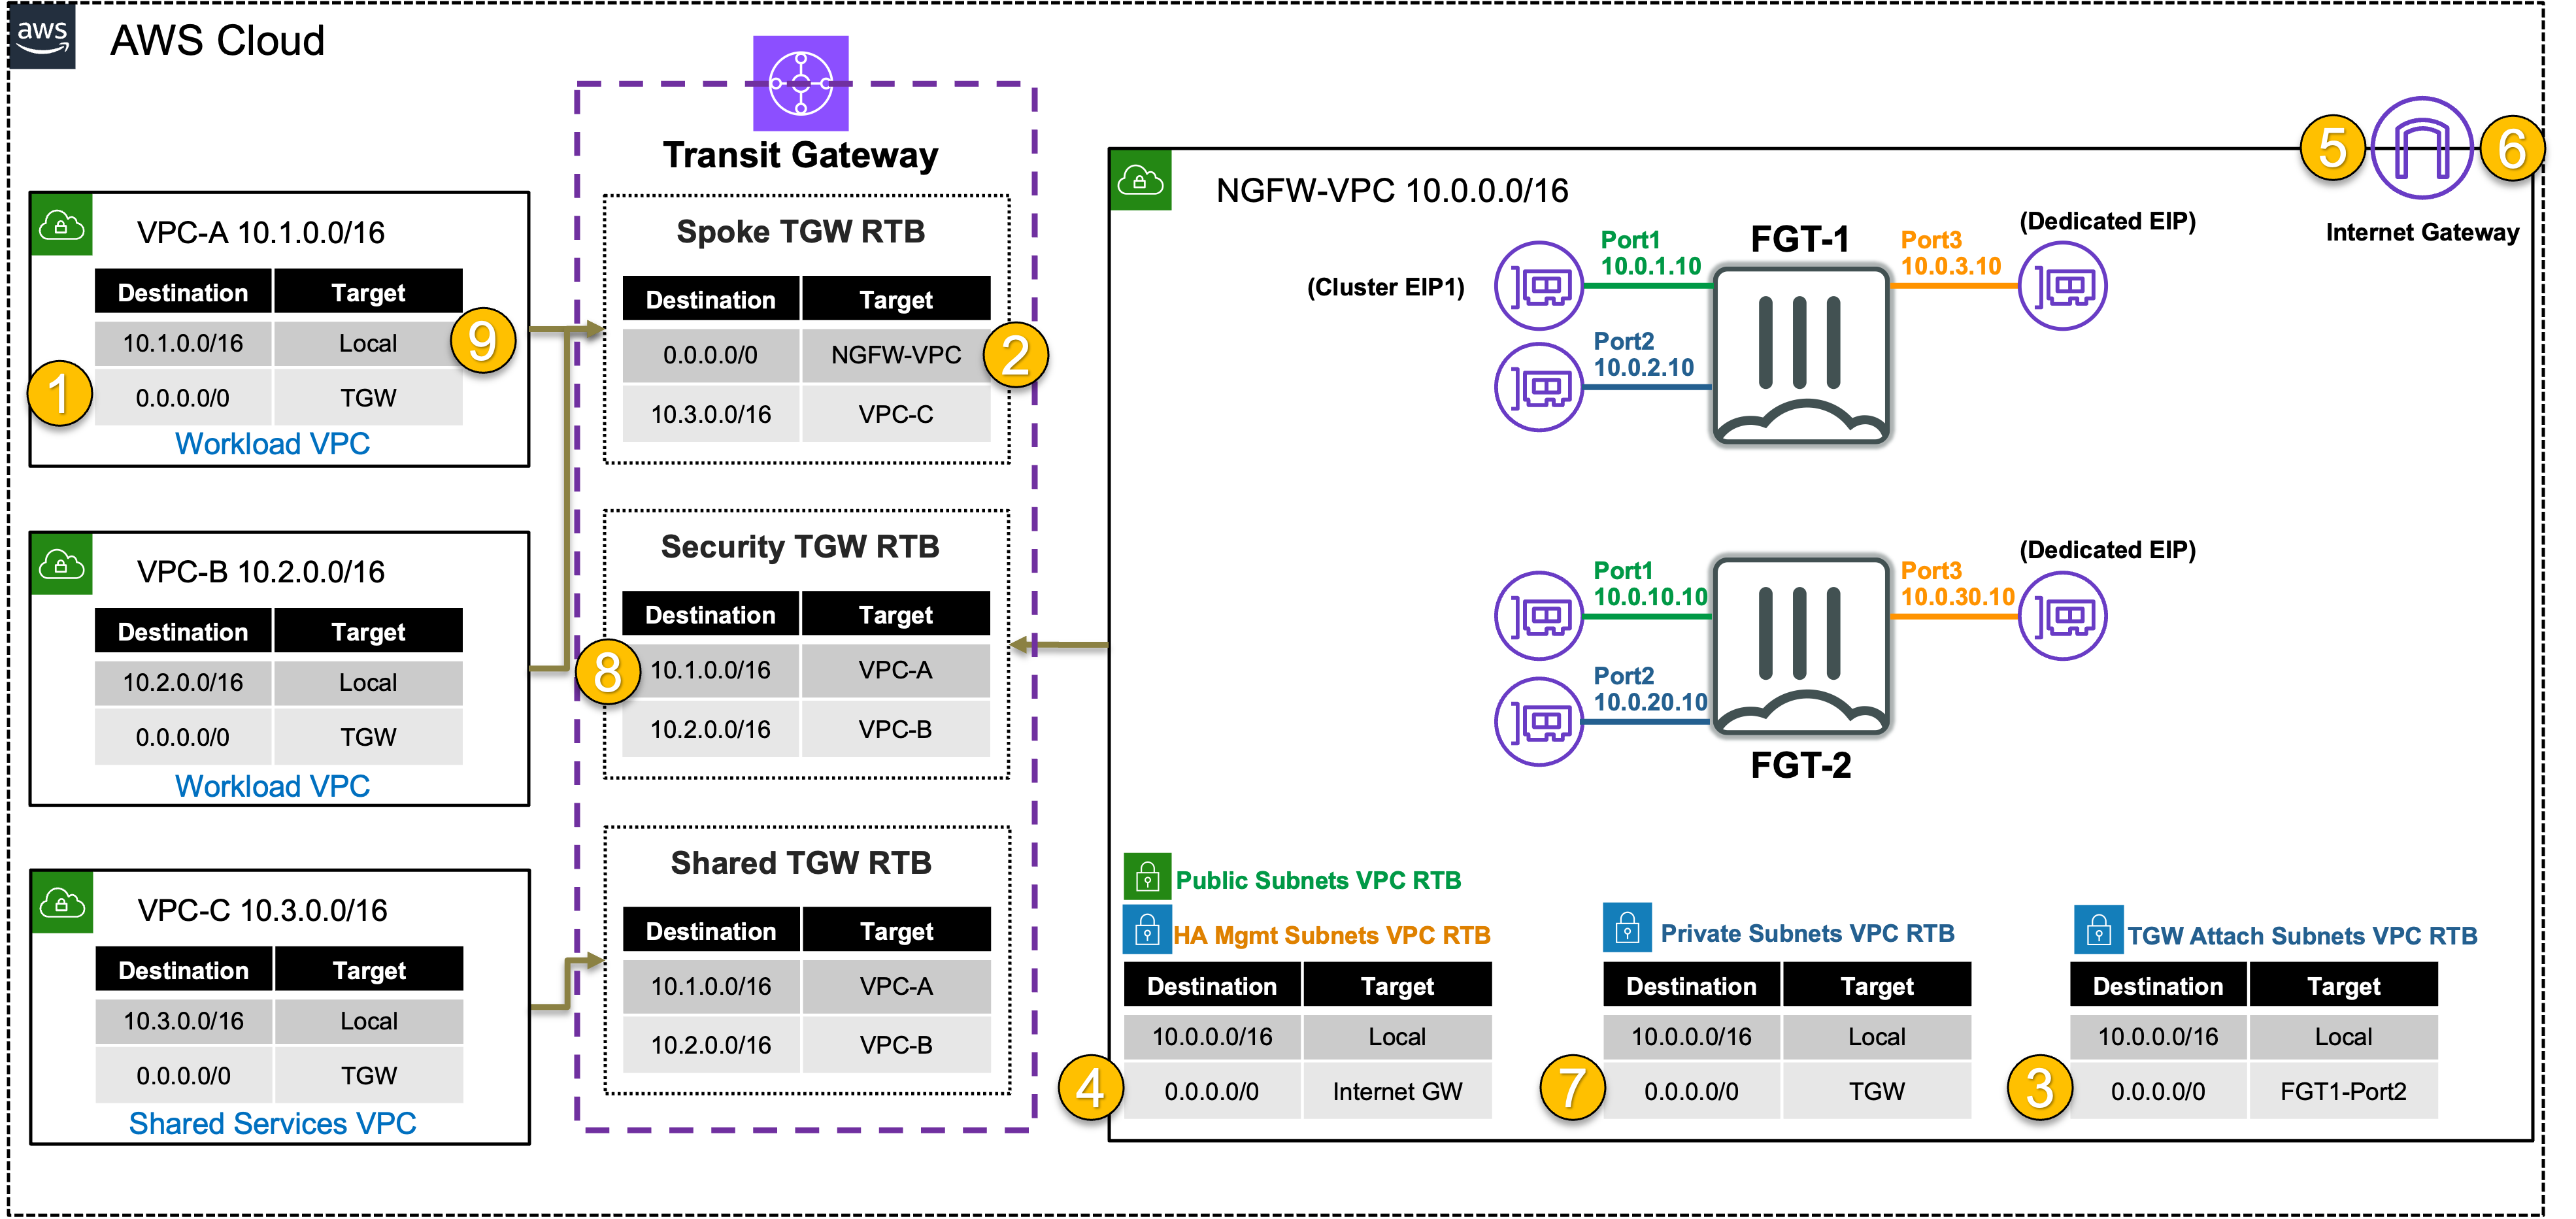 aws
AWS Cloud
Transit Gateway
VPC-A 10.1.0.0/16
Destination Target
10.1.0.0/16 Local
9
1
0.0.0.0/0 TGW
Workload VPC
VPC-B 10.2.0.0/16
Destination Target
10.2.0.0/16 Local
0.0.0.0/0 TGW
Workload VPC
VPC-C 10.3.0.0/16
Destination Target
10.3.0.0/16 Local
0.0.0.0/0 TGW
Shared Services VPC
Spoke TGW RTB
Destination Target
0.0.0.0/0 NGFW-VPC
2
10.3.0.0/16 VPC-C
Security TGW RTB
Destination Target
8
10.1.0.0/16 VPC-A
10.2.0.0/16 VPC-B
Shared TGW RTB
Destination Target
10.1.0.0/16 VPC-A
10.2.0.0/16 VPC-B
NGFW-VPC 10.0.0.0/16
5
6
Internet Gateway
(Cluster EIP1)
Port1
10.0.1.10
FGT-1
Port3
10.0.3.10
(Dedicated EIP)
Port2
10.0.2.10
(Dedicated EIP)
Port1
10.0.10.10
Port3
10.0.30.10
Port2
10.0.20.10
FGT-2
Public Subnets VPC RTB
HA Mgmt Subnets VPC RTB
Destination Target
10.0.0.0/16 Local
4
0.0.0.0/0 Internet GW
Private Subnets VPC RTB
Destination Target
10.0.0.0/16 Local
7
0.0.0.0/0 TGW
TGW Attach Subnets VPC RTB
Destination Target
10.0.0.0/16 Local
3
0.0.0.0/0 FGT1-Port2